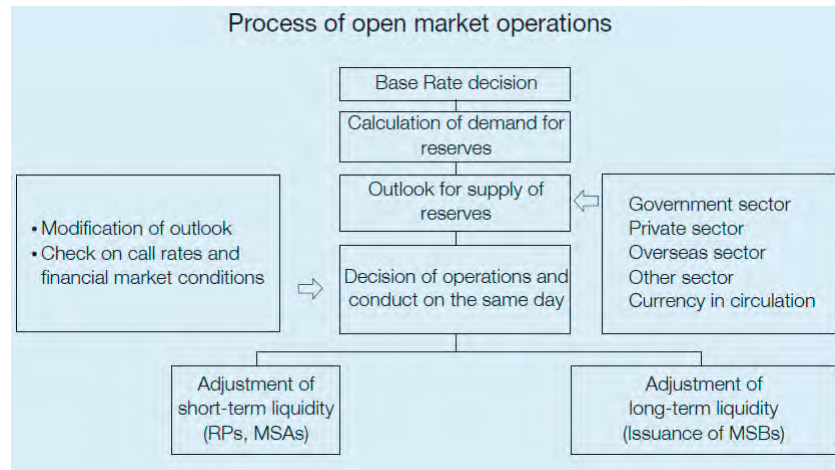 Process of open market operations
Base Rate decision
Calculation of demand for
reserves
Outlook for supply of
reserves
Government sector
Private sector
Overseas sector
Other sector
Currency in circulation
• Modification of outlook
• Check on call rates and
financial market conditions
Decision of operations and
conduct on the same day
Adjustment of
short-term liquidity
(RPs, MSAs)
Adjustment of
long-term liquidity
(Issuance of MSBs)